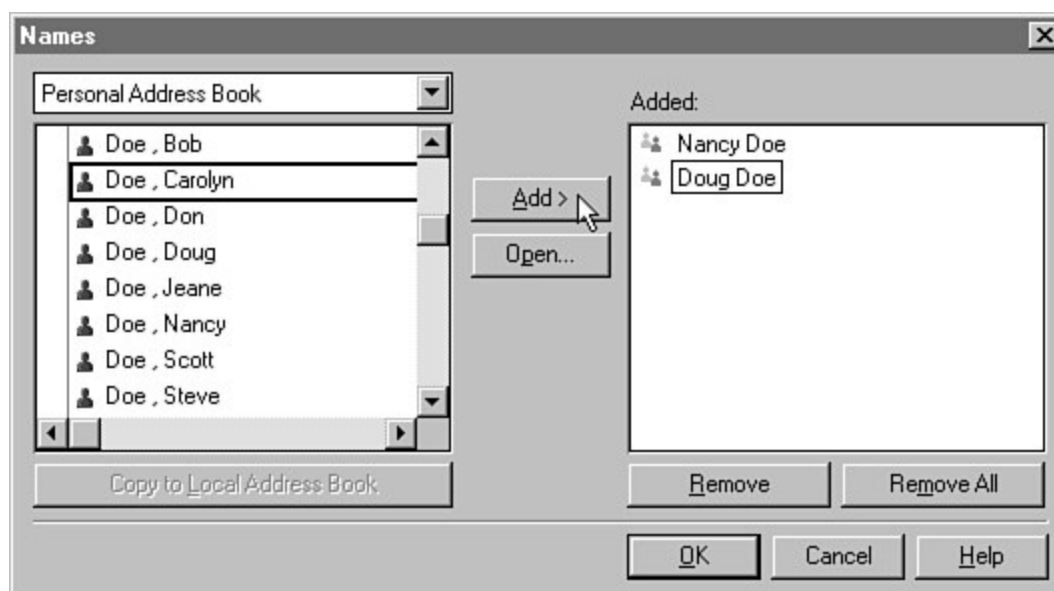 Names
Personal Address Book
Doe , Bob
Doe , Carolyn
Doe , Don
Doe , Doug
Doe , Jeane
Doe , Nancy
Doe , Scott
Doe , Steve
Copy to Local Address Book
Add >
Open...
Added:
Nancy Doe
Doug Doe
Remove
Remove All
OK
Cancel
Help